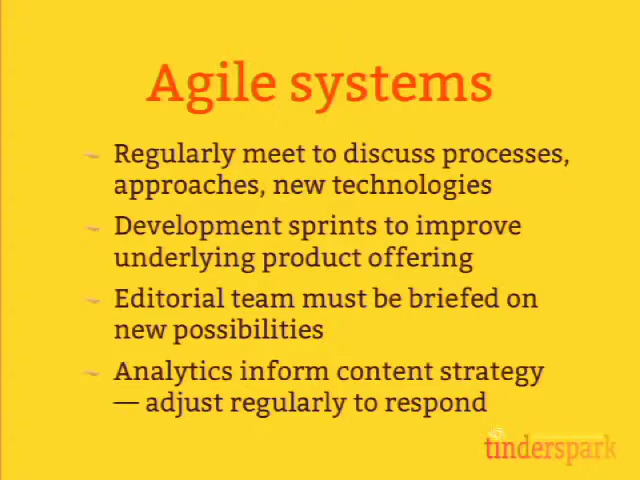 Agile systems
Regularly meet to discuss processes,
approaches, new technologies
Development sprints to improve
underlying product offering
Editorial team must be briefed on
new possibilities
Analytics inform content strategy
— adjust regularly to respond
tinderspark